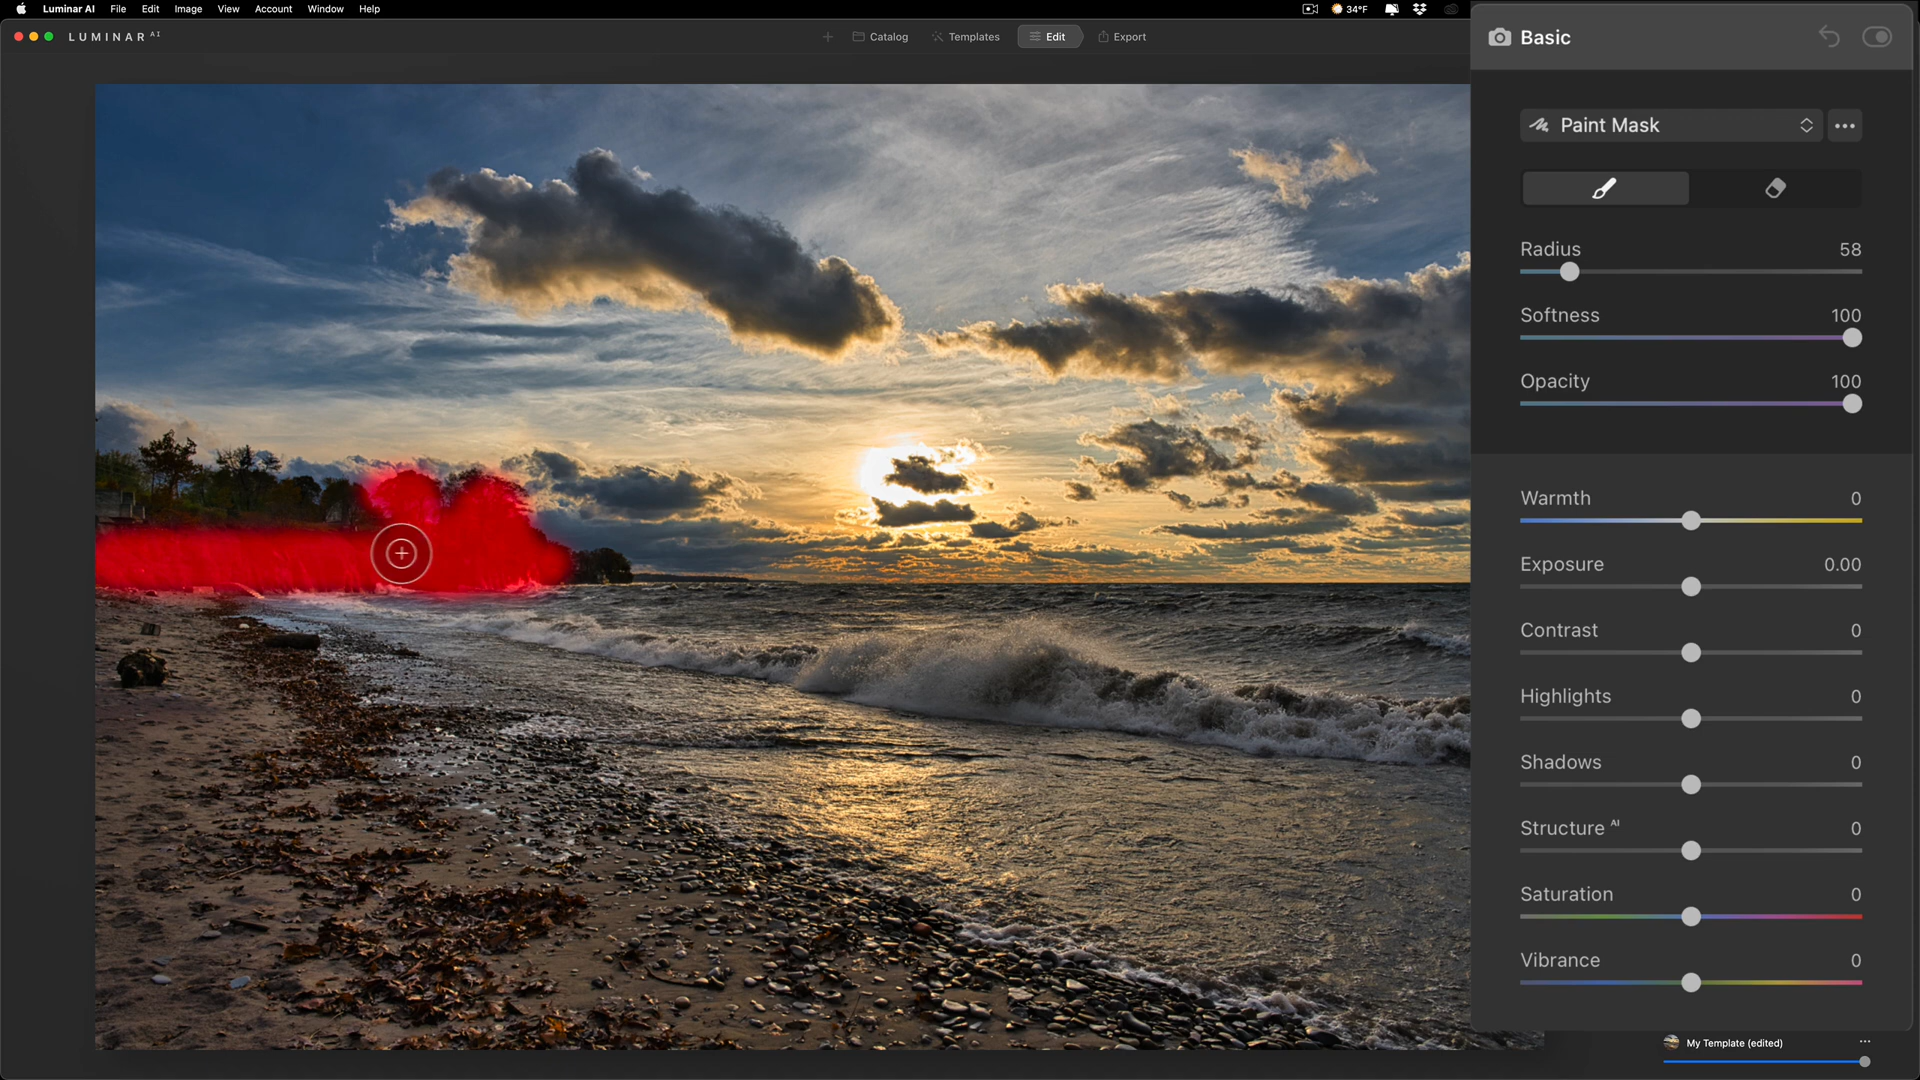 Luminar AI File Edit Image View Account Window Help 34°F
LUMINAR AI
Catalog Templates Edit Export
Basic
Paint Mask
Radius 58
Softness 100
Opacity 100
Warmth 0
Exposure 0.00
Contrast 0
Highlights 0
Shadows 0
Structure AI 0
Saturation 0
Vibrance 0
My Template (edited)